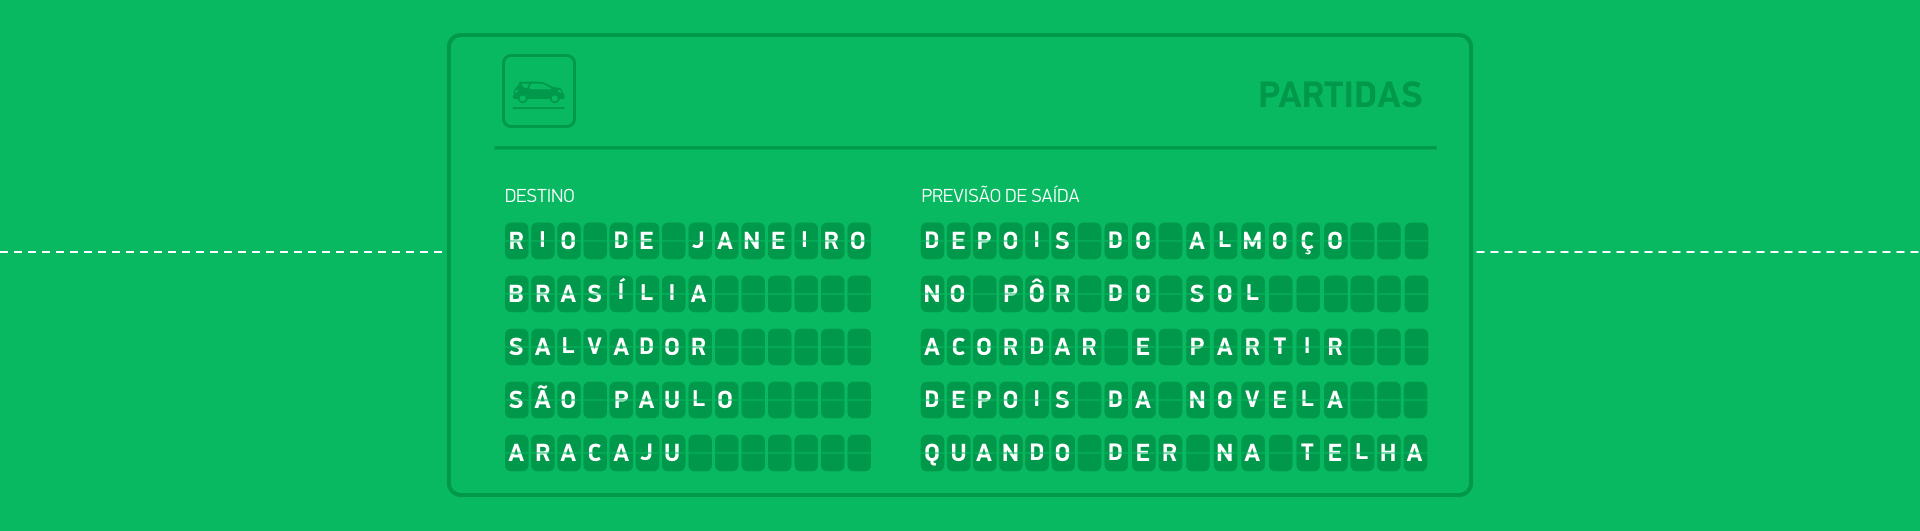 PARTIDAS
DESTINO PREVISÃO DE SAÍDA
RIO DE JANEIRO DEPOIS DO ALMOÇO
BRASÍLIA NO PÔR DO SOL
SALVADOR ACORDAR E PARTIR
SÃO PAULO DEPOIS DA NOVELA
ARACAJU QUANDO DER NA TELHA